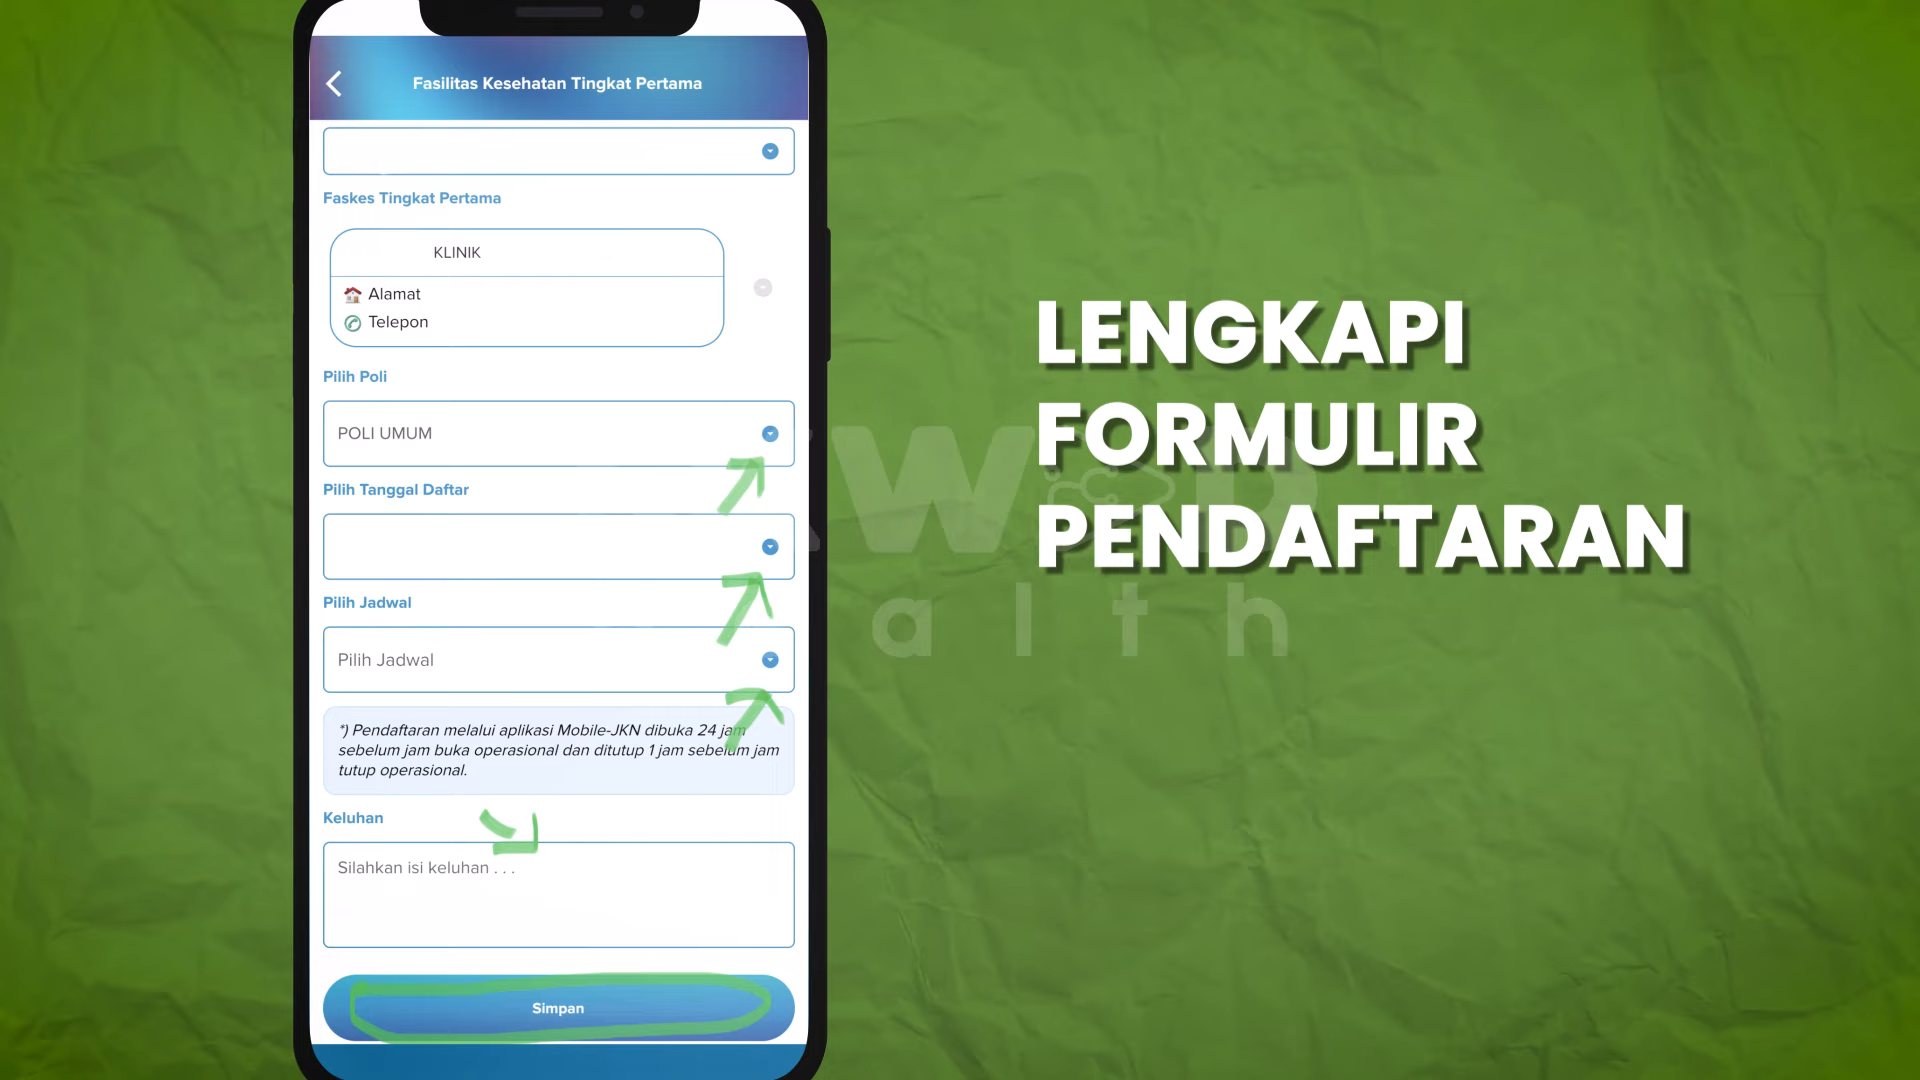 Fasilitas Kesehatan Tingkat Pertama
Faskes Tingkat Pertama
KLINIK
Alamat
Telepon
Pilih Poli
POLI UMUM
Pilih Tanggal Daftar
Pilih Jadwal
Pilih Jadwal
*) Pendaftaran melalui aplikasi Mobile-JKN dibuka 24 jam
sebelum jam buka operasional dan ditutup 1 jam sebelum jam
tutup operasional.
Keluhan
Silahkan isi keluhan . . .
Simpan
LENGKAPI
FORMULIR
PENDAFTARAN